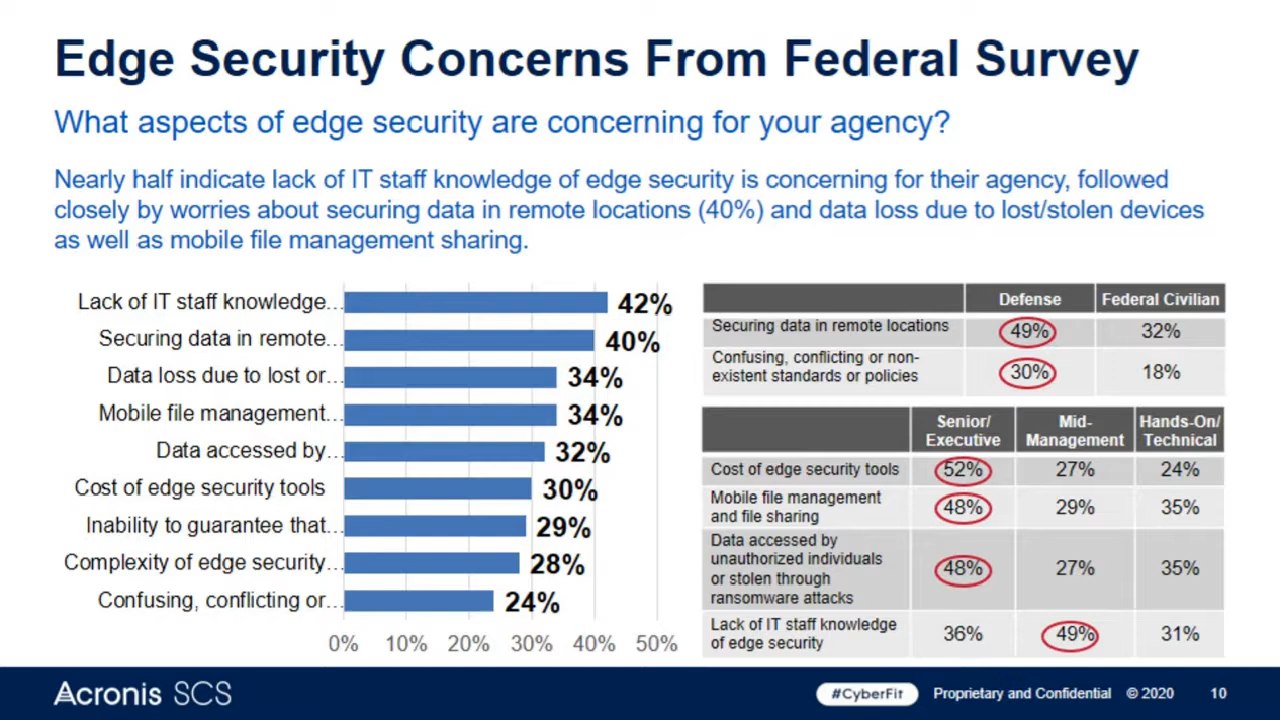 Edge Security Concerns From Federal Survey
What aspects of edge security are concerning for your agency?
Nearly half indicate lack of IT staff knowledge of edge security is concerning for their agency, followed
closely by worries about securing data in remote locations (40%) and data loss due to lost/stolen devices
as well as mobile file management sharing.
Lack of IT staff knowledge... 42%
Securing data in remote... 40%
Data loss due to lost or... 34%
Mobile file management... 34%
Data accessed by... 32%
Cost of edge security tools 30%
Inability to guarantee that... 29%
Complexity of edge security... 28%
Confusing, conflicting or... 24%
0% 10% 20% 30% 40% 50%
Defense Federal Civilian
Securing data in remote locations 49% 32%
Confusing, conflicting or non-
existent standards or policies 30% 18%
Senior/ Mid- Hands-On/
Executive Management Technical
Cost of edge security tools 52% 27% 24%
Mobile file management
and file sharing 48% 29% 35%
Data accessed by
unauthorized individuals
or stolen through
ransomware attacks 48% 27% 35%
Lack of IT staff knowledge
of edge security 36% 49% 31%
Acronis SCS #CyberFit Proprietary and Confidential © 2020 10